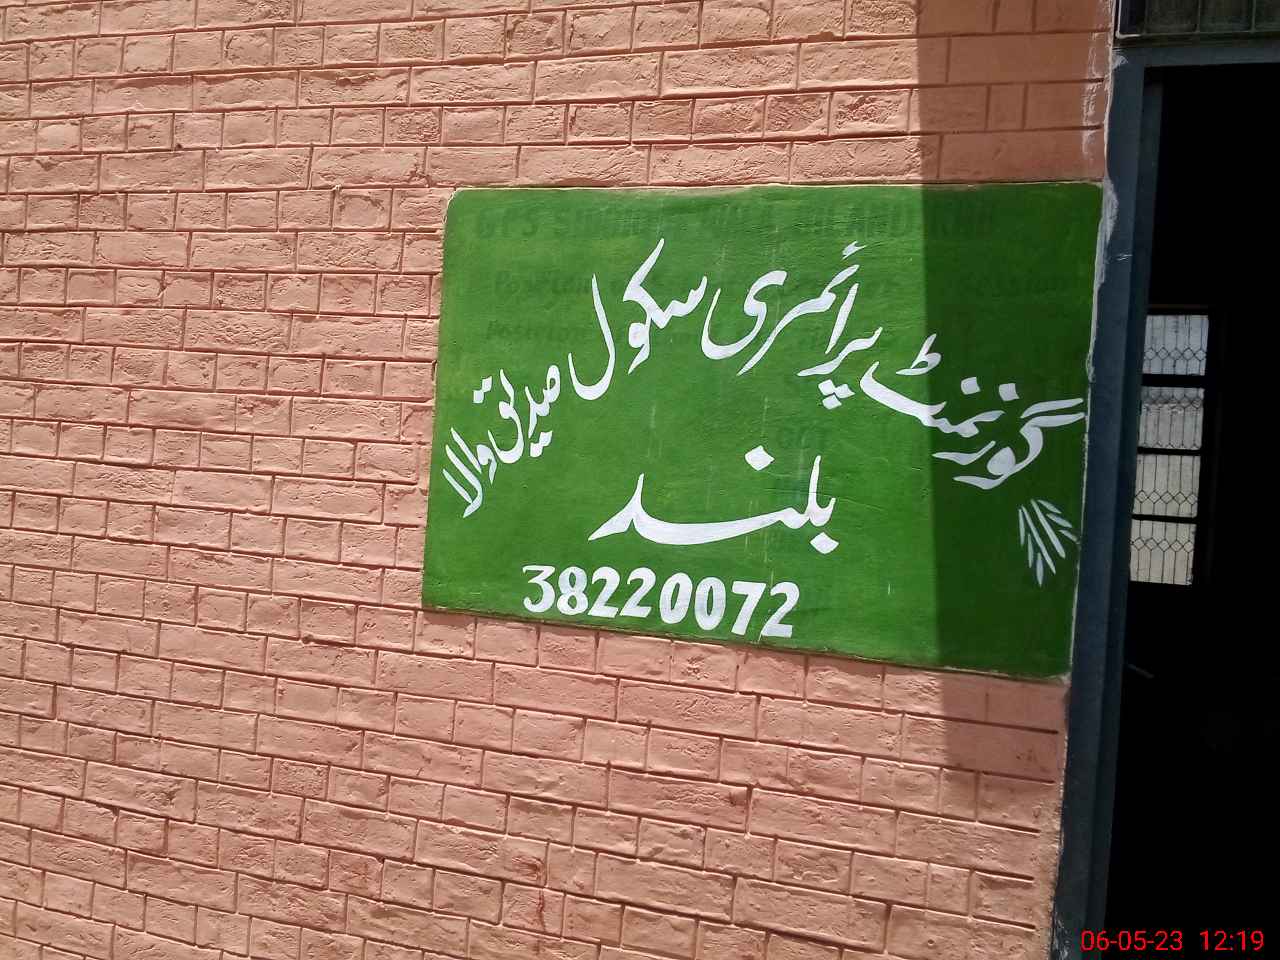 گورنمنٹ پرائمری سکول صدیق والا
بلند
38220072
06-05-23 12:19